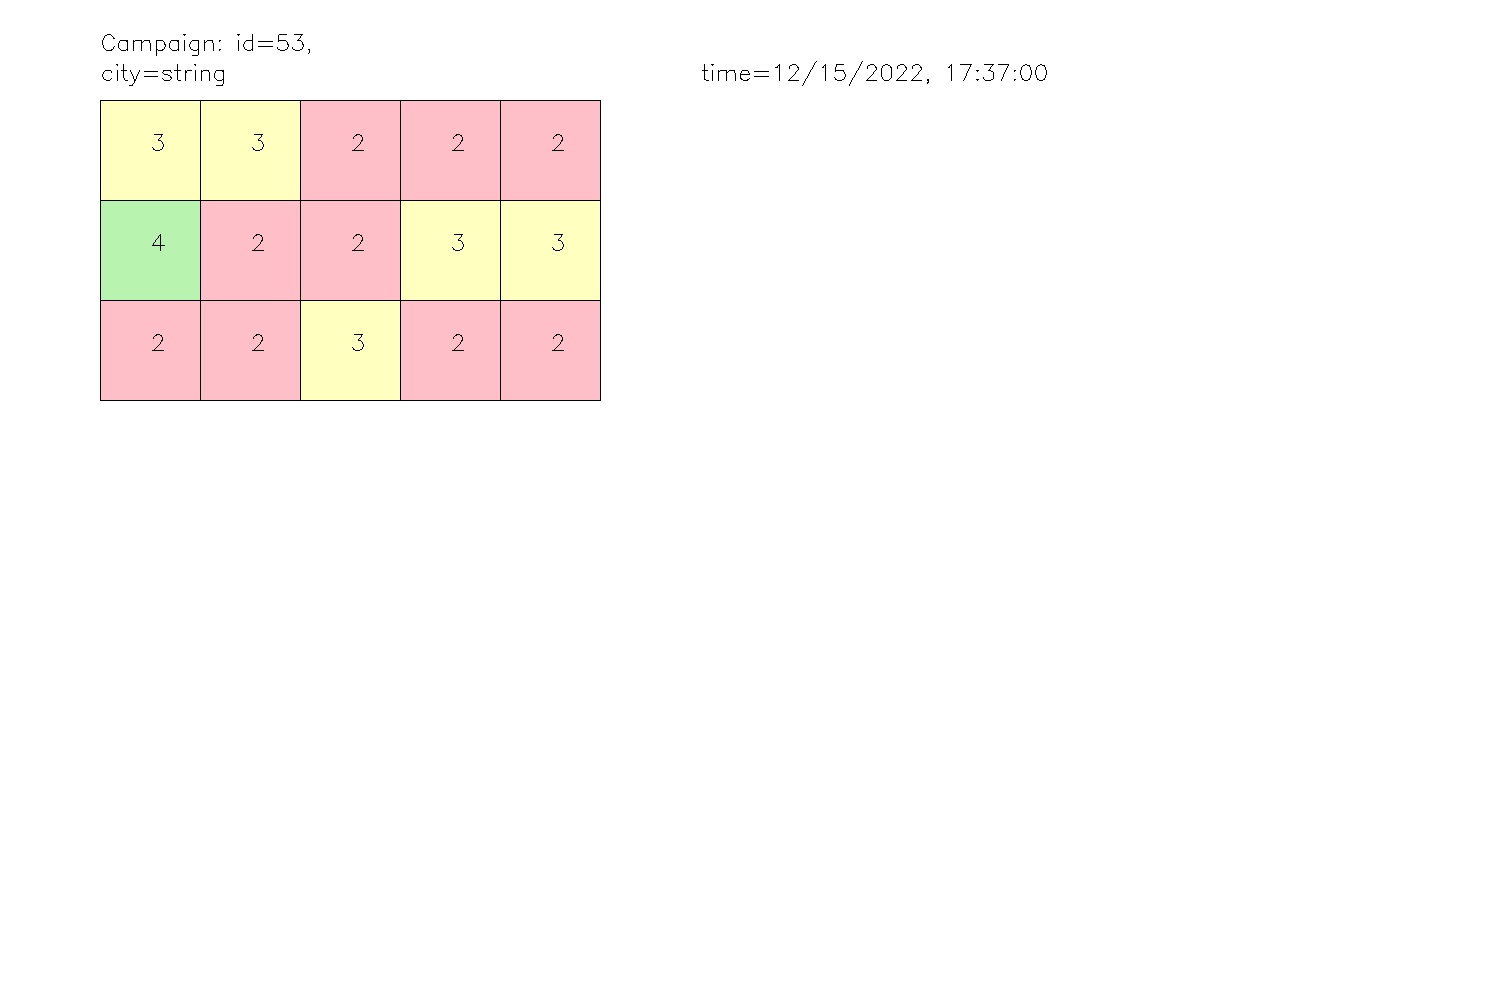 Campaign: id=53,
city=string
time=12/15/2022, 17:37:00
3 3 2 2 2
4 2 2 3 3
2 2 3 2 2